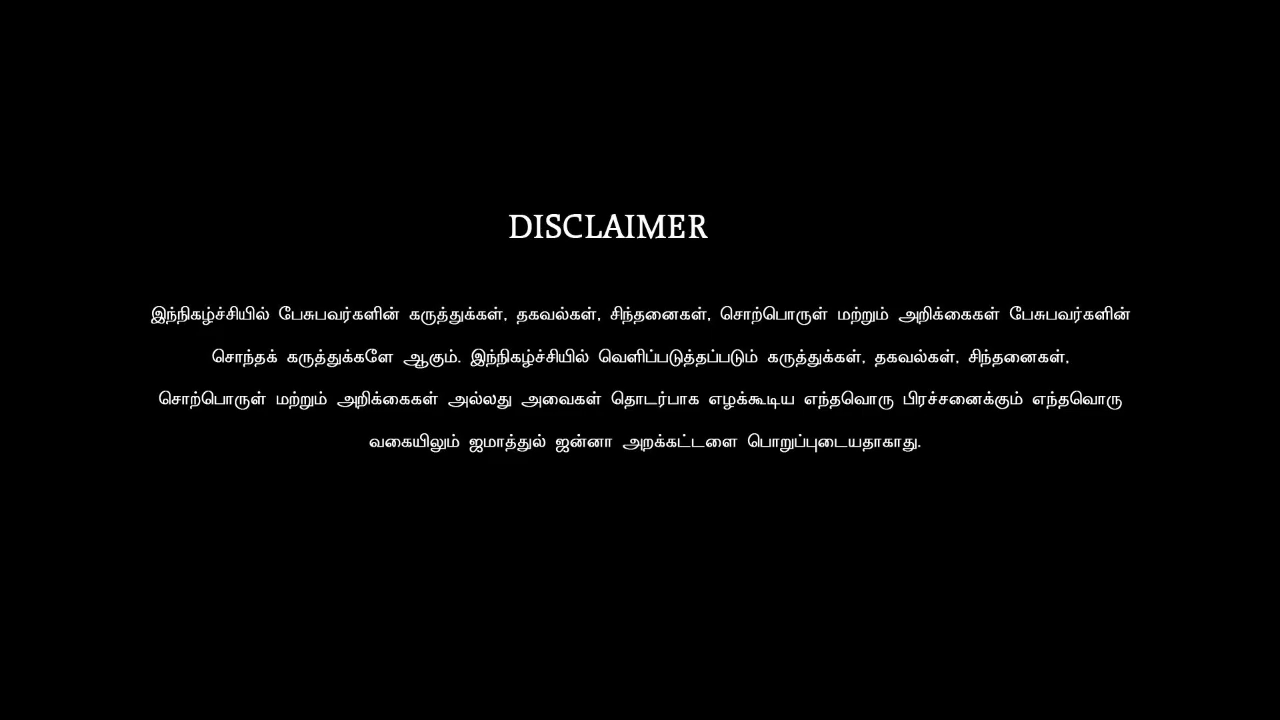 DISCLAIMER
இந்நிகழ்ச்சியில் பேசுபவர்களின் கருத்துக்கள், தகவல்கள், சிந்தனைகள், சொற்பொருள் மற்றும் அறிக்கைகள் பேசுபவர்களின்
சொந்தக் கருத்துக்களே ஆகும். இந்நிகழ்ச்சியில் வெளிப்படுத்தப்படும் கருத்துக்கள், தகவல்கள், சிந்தனைகள்,
சொற்பொருள் மற்றும் அறிக்கைகள் அல்லது அவைகள் தொடர்பாக எழக்கூடிய எந்தவொரு பிரச்சனைக்கும் எந்தவொரு
வகையிலும் ஜமாத்துல் ஜன்னா அறக்கட்டளை பொறுப்புடையதாகாது.